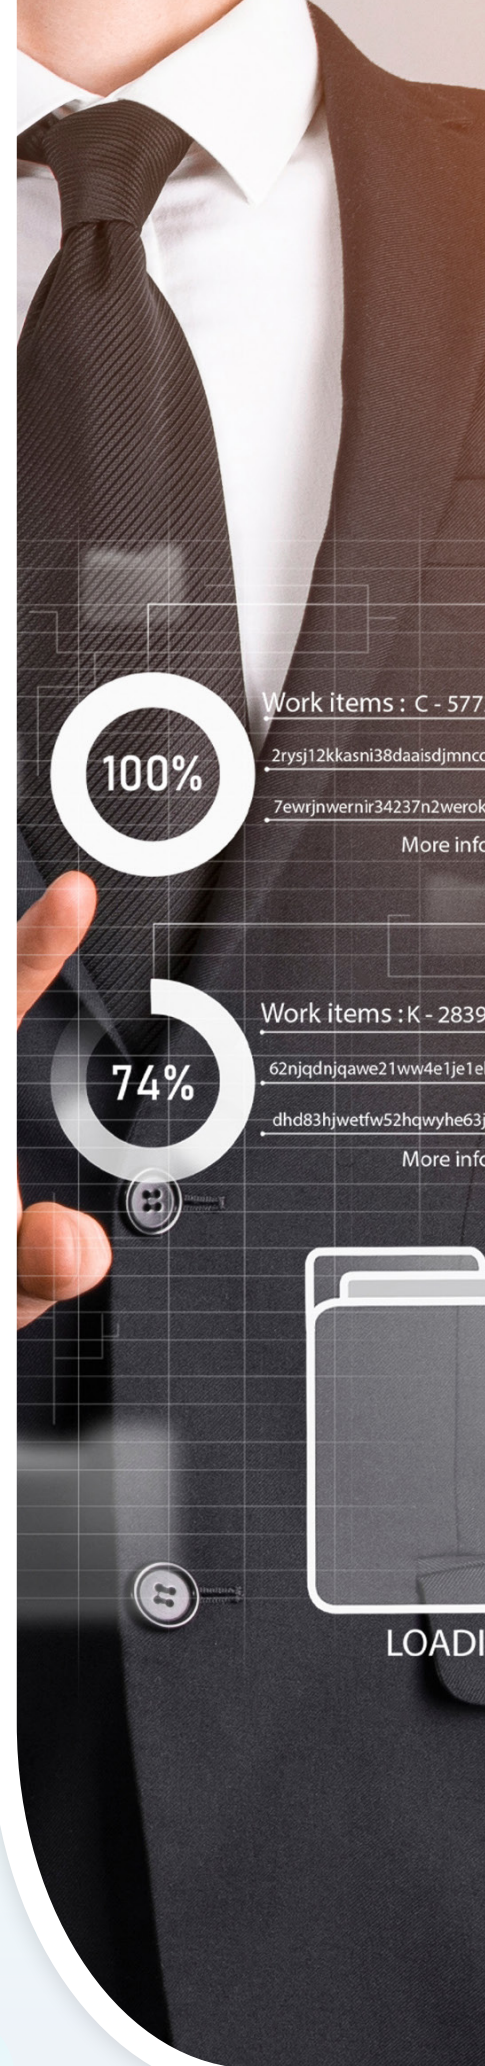 100%
Work items : C - 577
2rysj12kkasni38daaisdjmnc
7ewrjnwernir34237n2werok
More info
74%
Work items : K - 2839
62njqdnjqawe21ww4e1je1e
dhd83hjwetfw52hqwyhe63j
More info
LOADI